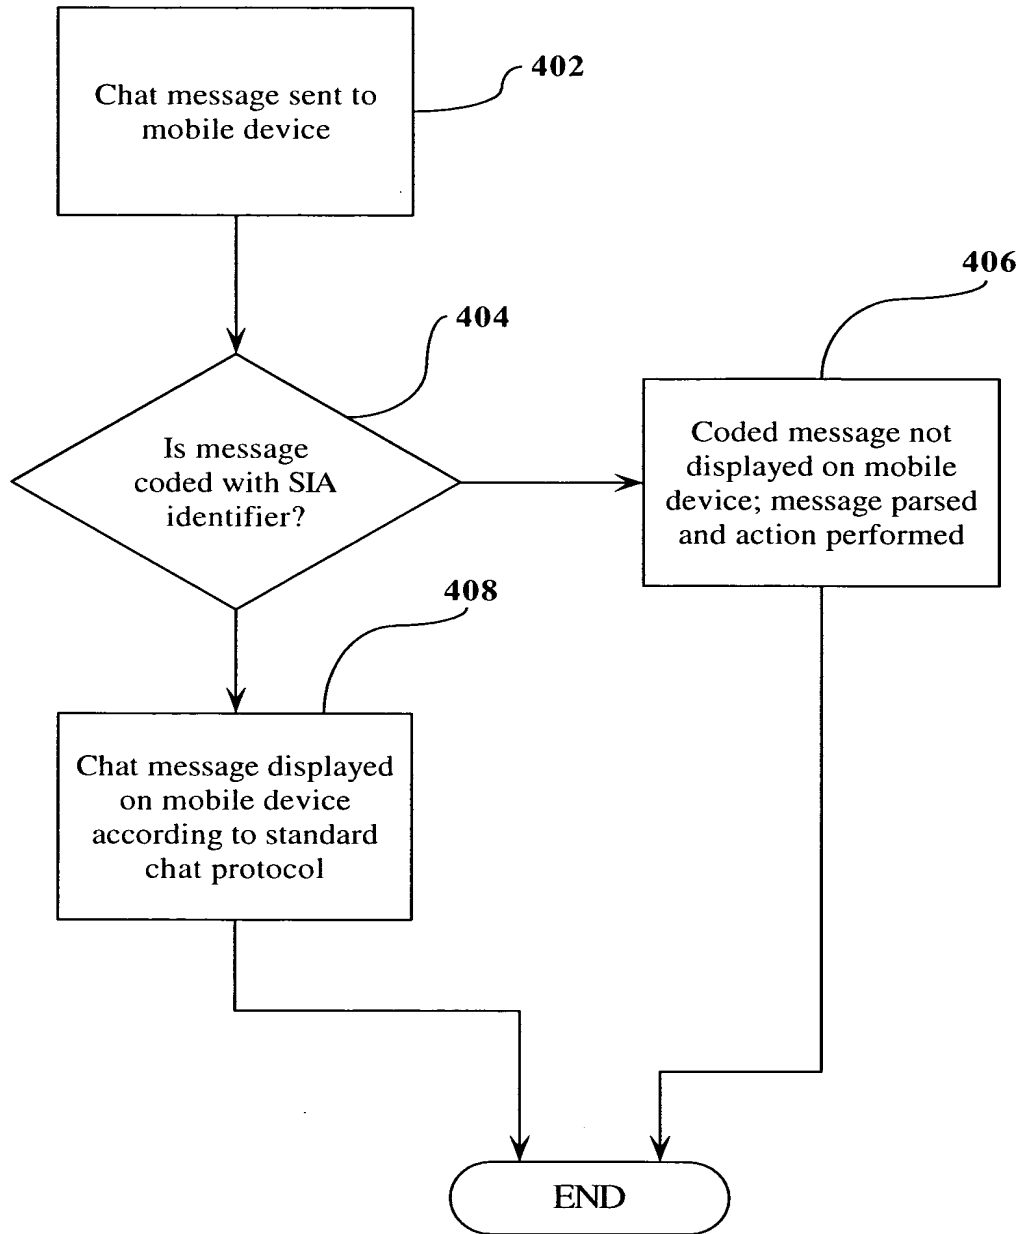 402
Chat message sent to
mobile device
406
404
Is message
coded with SIA
identifier?
Coded message not
displayed on mobile
device; message parsed
and action performed
408
Chat message displayed
on mobile device
according to standard
chat protocol
END